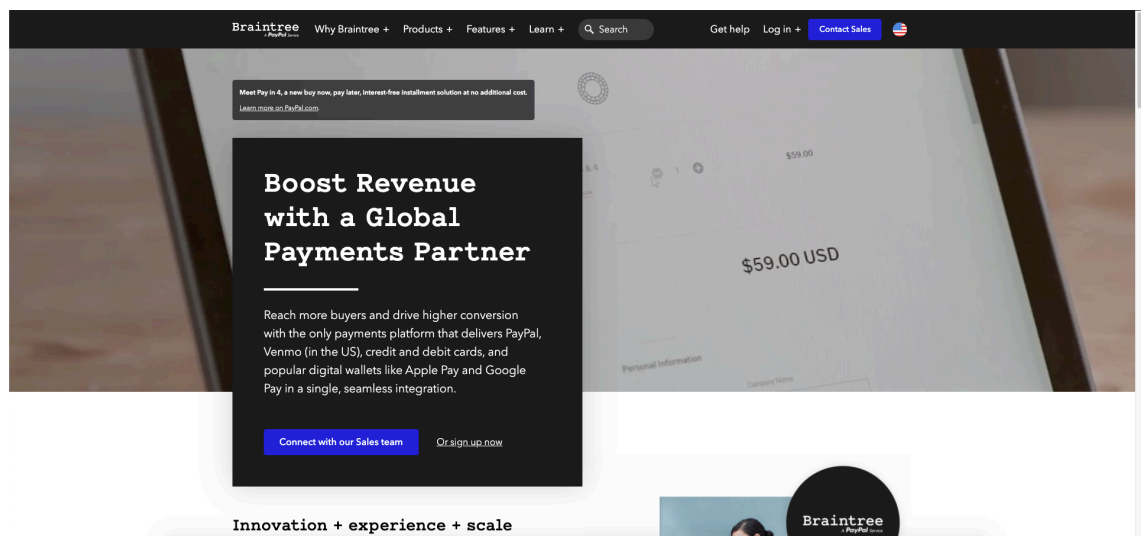 Braintree
A PayPal Service
Why Braintree +
Products +
Features +
Learn +
Search
Get help
Log in +
Contact Sales
Meet Pay in 4, a new buy now, pay later, interest-free installment solution at no additional cost.
Learn more on PayPal.com.
Boost Revenue
with a Global
Payments Partner
Reach more buyers and drive higher conversion
with the only payments platform that delivers PayPal,
Venmo (in the US), credit and debit cards, and
popular digital wallets like Apple Pay and Google
Pay in a single, seamless integration.
Connect with our Sales team
Or sign up now
& 4
1
$59.00
$59.00 USD
Personal Information
Company Name
Innovation + experience + scale
Braintree
A PayPal Service